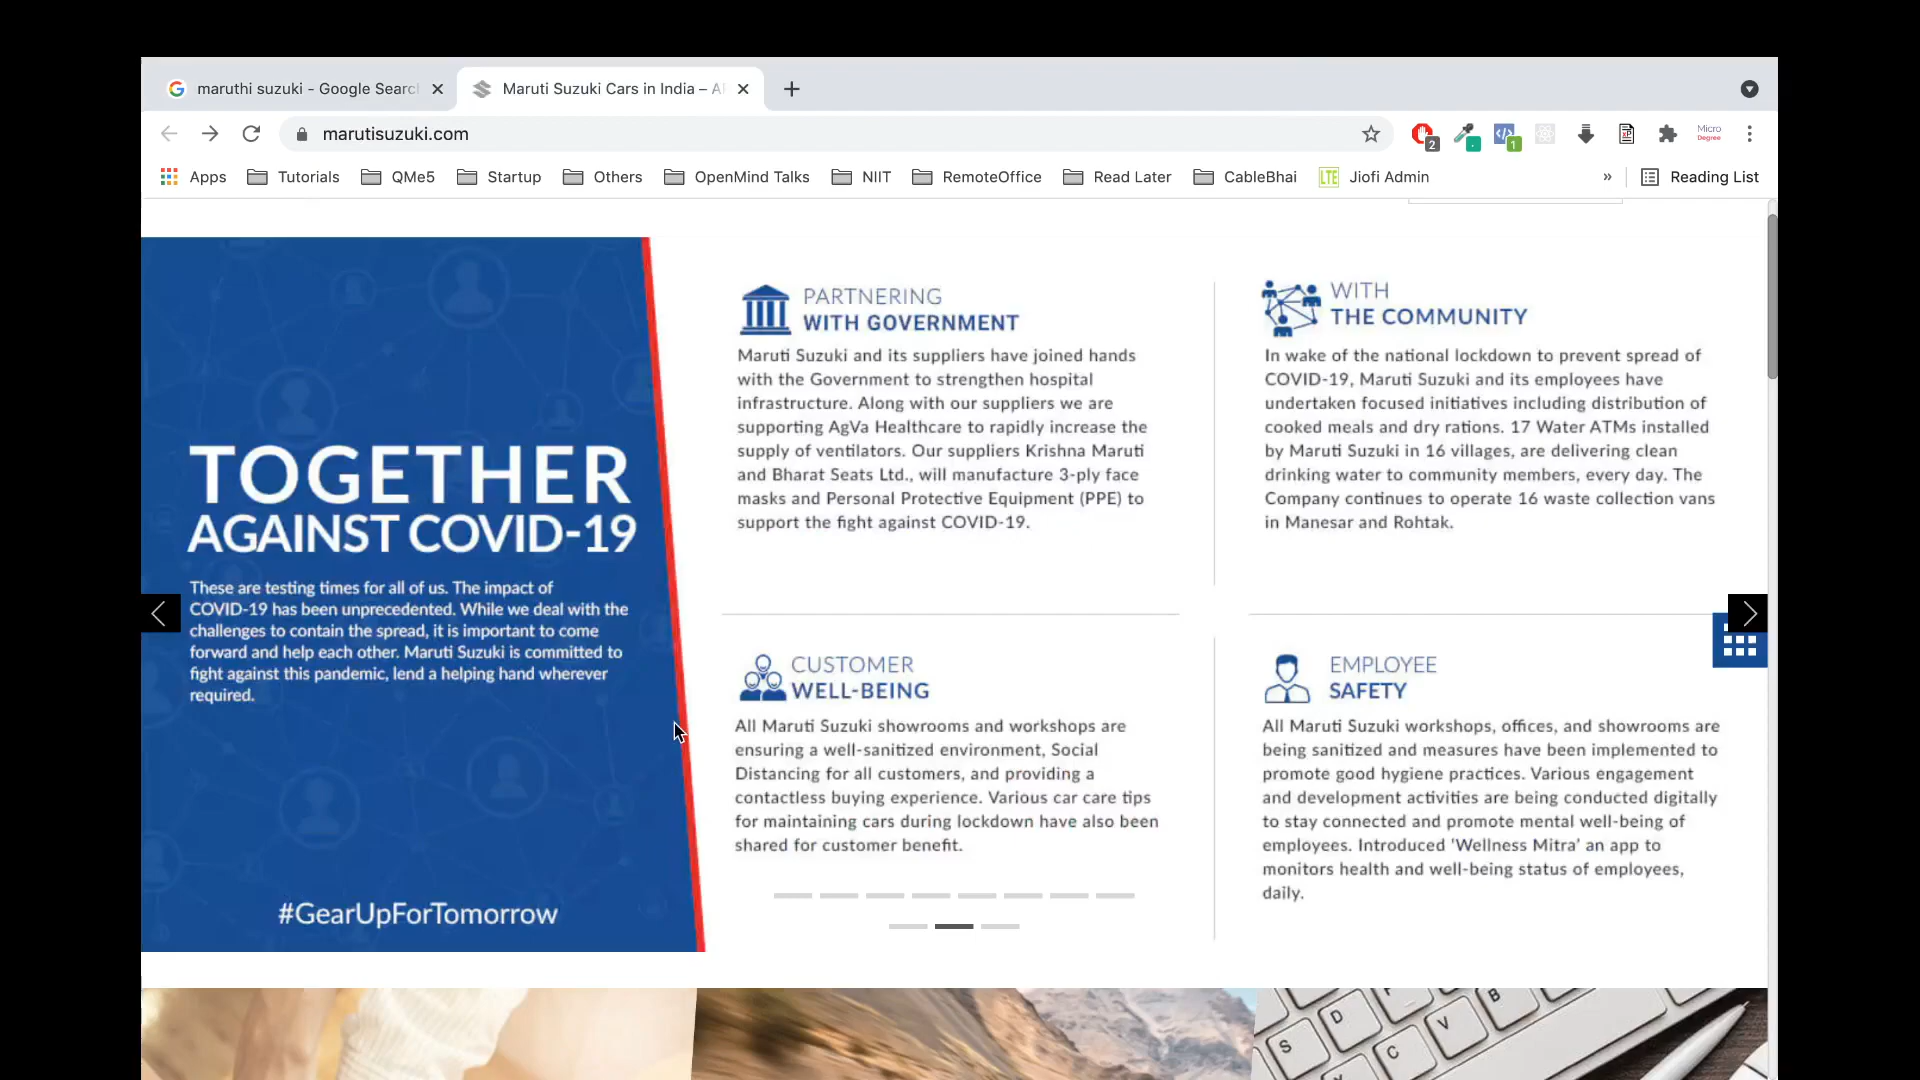 maruthi suzuki - Google Searc
Maruti Suzuki Cars in India – A
marutisuzuki.com
2
1
Micro
Degree
Apps
Tutorials
QMe5
Startup
Others
OpenMind Talks
NIIT
RemoteOffice
Read Later
CableBhai
LTE
Jiofi Admin
»
Reading List
TOGETHER
AGAINST COVID-19
These are testing times for all of us. The impact of
COVID-19 has been unprecedented. While we deal with the
challenges to contain the spread, it is important to come
forward and help each other. Maruti Suzuki is committed to
fight against this pandemic, lend a helping hand wherever
required.
#GearUpForTomorrow
PARTNERING
WITH GOVERNMENT
Maruti Suzuki and its suppliers have joined hands
with the Government to strengthen hospital
infrastructure. Along with our suppliers we are
supporting AgVa Healthcare to rapidly increase the
supply of ventilators. Our suppliers Krishna Maruti
and Bharat Seats Ltd., will manufacture 3-ply face
masks and Personal Protective Equipment (PPE) to
support the fight against COVID-19.
WITH
THE COMMUNITY
In wake of the national lockdown to prevent spread of
COVID-19, Maruti Suzuki and its employees have
undertaken focused initiatives including distribution of
cooked meals and dry rations. 17 Water ATMs installed
by Maruti Suzuki in 16 villages, are delivering clean
drinking water to community members, every day. The
Company continues to operate 16 waste collection vans
in Manesar and Rohtak.
CUSTOMER
WELL-BEING
All Maruti Suzuki showrooms and workshops are
ensuring a well-sanitized environment, Social
Distancing for all customers, and providing a
contactless buying experience. Various car care tips
for maintaining cars during lockdown have also been
shared for customer benefit.
EMPLOYEE
SAFETY
All Maruti Suzuki workshops, offices, and showrooms are
being sanitized and measures have been implemented to
promote good hygiene practices. Various engagement
and development activities are being conducted digitally
to stay connected and promote mental well-being of
employees. Introduced 'Wellness Mitra' an app to
monitors health and well-being status of employees,
daily.
S
D
F
C
V
B